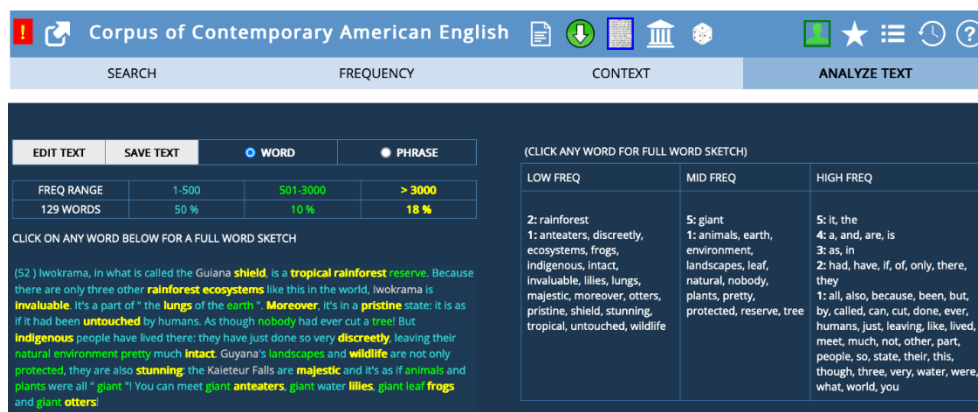 !
Corpus of Contemporary American English
?
SEARCH
FREQUENCY
CONTEXT
ANALYZE TEXT
EDIT TEXT
SAVE TEXT
WORD
PHRASE
FREQ RANGE 1-500 501-3000 > 3000
129 WORDS 50 % 10 % 18 %
CLICK ON ANY WORD BELOW FOR A FULL WORD SKETCH
(52 ) Iwokrama, in what is called the Guiana shield, is a tropical rainforest reserve. Because
there are only three other rainforest ecosystems like this in the world, Iwokrama is
invaluable. It's a part of " the lungs of the earth ". Moreover, it's in a pristine state: it is as
if it had been untouched by humans. As though nobody had ever cut a tree! But
indigenous people have lived there: they have just done so very discreetly, leaving their
natural environment pretty much intact. Guyana's landscapes and wildlife are not only
protected, they are also stunning: the Kaieteur Falls are majestic and it's as if animals and
plants were all " giant "! You can meet giant anteaters, giant water lilies, giant leaf frogs
and giant otters!
(CLICK ANY WORD FOR FULL WORD SKETCH)
LOW FREQ
2: rainforest
1: anteaters, discreetly,
ecosystems, frogs,
indigenous, intact,
invaluable, lilies, lungs,
majestic, moreover, otters,
pristine, shield, stunning,
tropical, untouched, wildlife
MID FREQ
5: giant
1: animals, earth,
environment,
landscapes, leaf,
natural, nobody,
plants, pretty,
protected, reserve, tree
HIGH FREQ
5: it, the
4: a, and, are, is
3: as, in
2: had, have, if, of, only, there,
they
1: all, also, because, been, but,
by, called, can, cut, done, ever,
humans, just, leaving, like, lived,
meet, much, not, other, part,
people, so, state, their, this,
though, three, very, water, were,
what, world, you